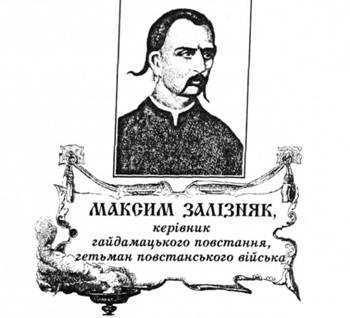 МАКСИМ ЗАЛІЗНЯК,
керівник
гайдамацького повстання,
гетьман повстанського війська